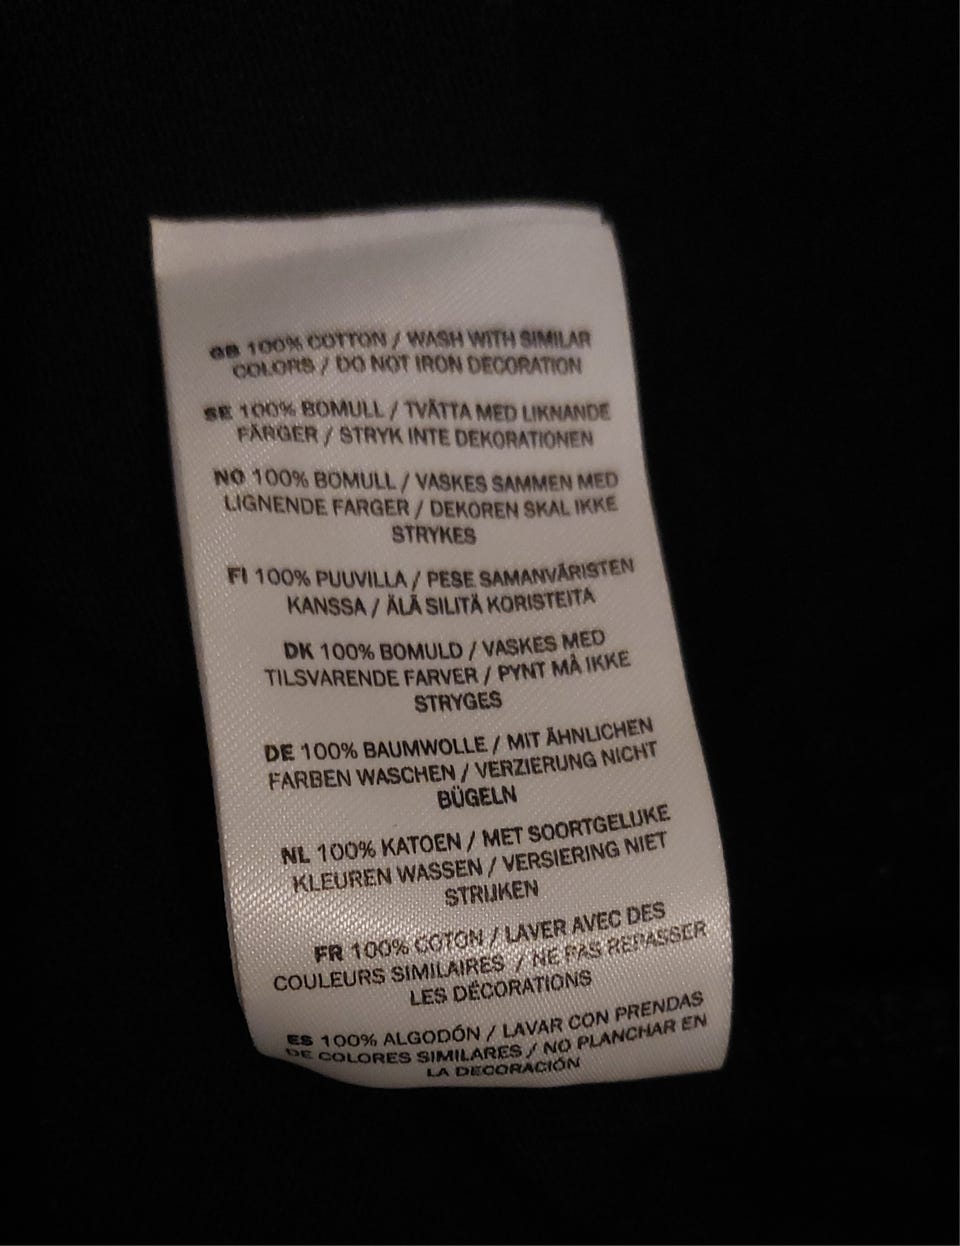 GB 100% COTTON / WASH WITH SIMILAR
COLORS / DO NOT IRON DECORATION
SE 100% BOMULL / TVÄTTA MED LIKNANDE
FÄRGER / STRYK INTE DEKORATIONEN
NO 100% BOMULL / VASKES SAMMEN MED
LIGNENDE FARGER / DEKOREN SKAL IKKE
STRYKES
FI 100% PUUVILLA / PESE SAMANVÄRISTEN
KANSSA / ÄLÄ SILITÄ KORISTEITA
DK 100% BOMULD / VASKES MED
TILSVARENDE FARVER / PYNT MÅ IKKE
STRYGES
DE 100% BAUMWOLLE / MIT ÄHNLICHEN
FARBEN WASCHEN / VERZIERUNG NICHT
BÜGELN
NL 100% KATOEN / MET SOORTGELIJKE
KLEUREN WASSEN / VERSIERING NIET
STRIJKEN
FR 100% COTON / LAVER AVEC DES
COULEURS SIMILAIRES / NE PAS REPASSER
LES DÉCORATIONS
ES 100% ALGODÓN / LAVAR CON PRENDAS
DE COLORES SIMILARES / NO PLANCHAR EN
LA DECORACIÓN